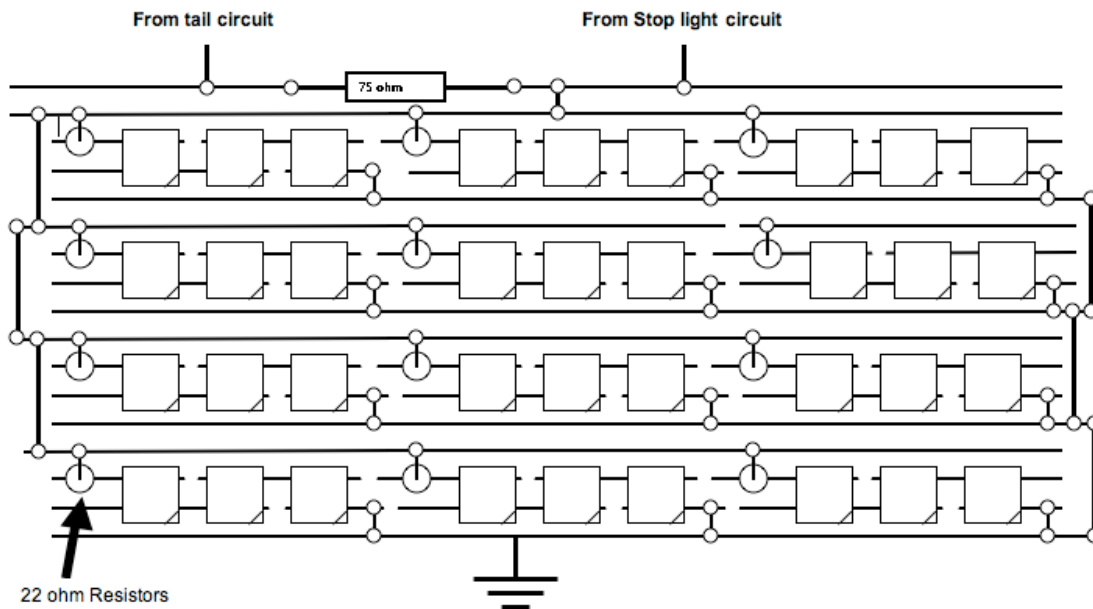 From tail circuit
From Stop light circuit
75 ohm
22 ohm Resistors